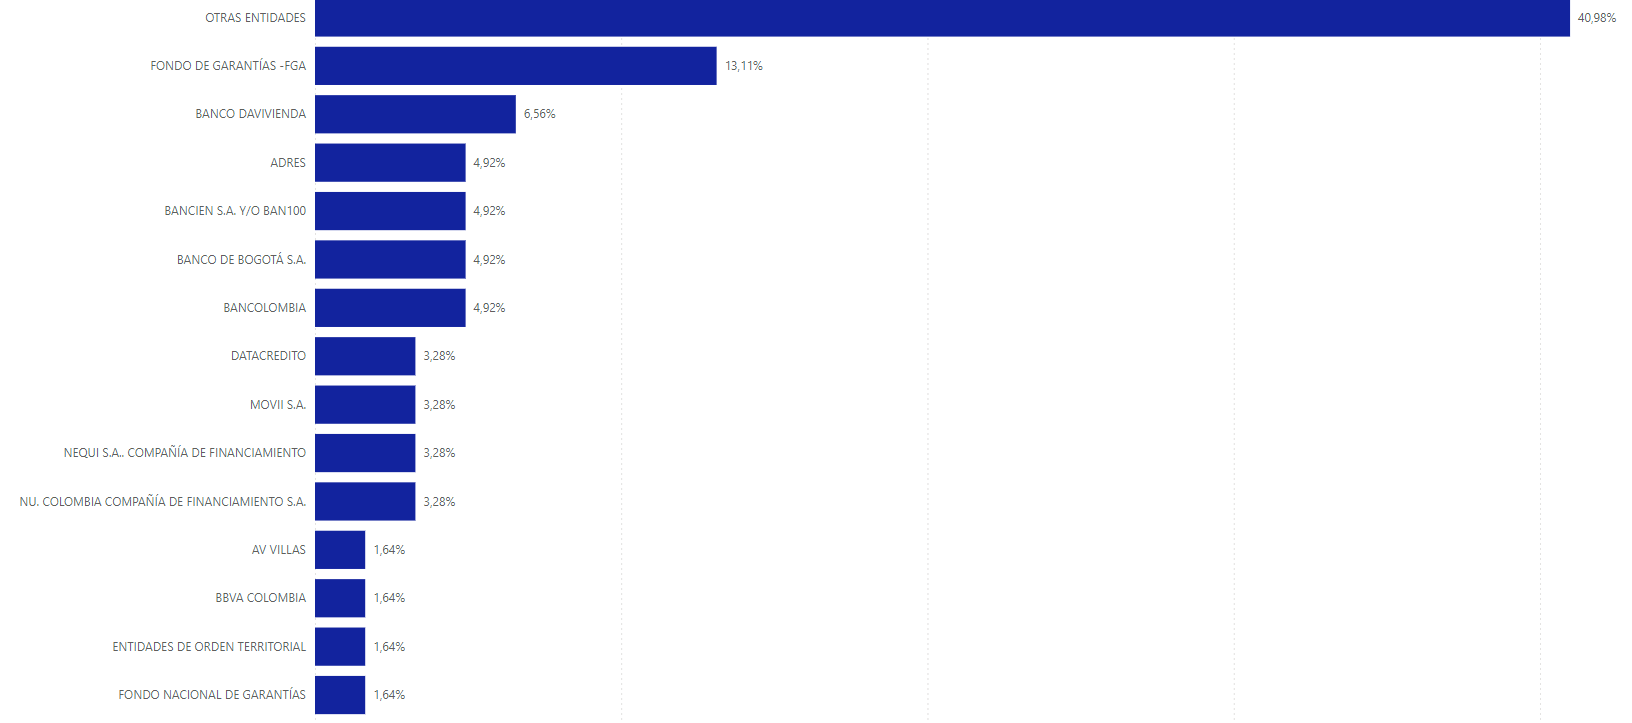 OTRAS ENTIDADES 40,98%
FONDO DE GARANTÍAS -FGA 13,11%
BANCO DAVIVIENDA 6,56%
ADRES 4,92%
BANCIEN S.A. Y/O BAN100 4,92%
BANCO DE BOGOTÁ S.A. 4,92%
BANCOLOMBIA 4,92%
DATACREDITO 3,28%
MOVII S.A. 3,28%
NEQUI S.A.. COMPAÑÍA DE FINANCIAMIENTO 3,28%
NU. COLOMBIA COMPAÑÍA DE FINANCIAMIENTO S.A. 3,28%
AV VILLAS 1,64%
BBVA COLOMBIA 1,64%
ENTIDADES DE ORDEN TERRITORIAL 1,64%
FONDO NACIONAL DE GARANTÍAS 1,64%